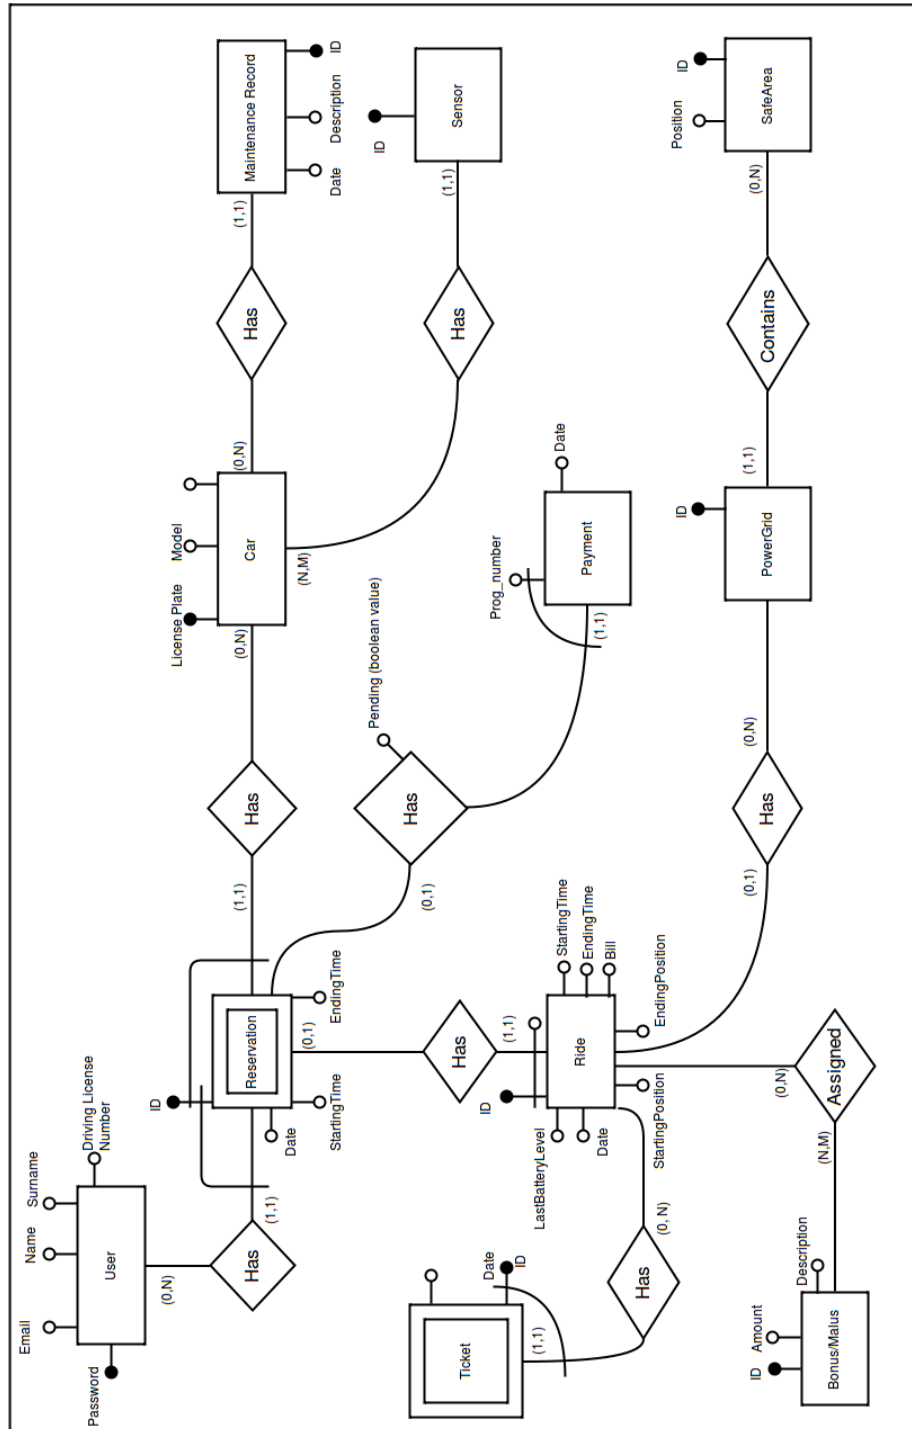 Email
Name
Surname
Password
User
Driving License
Number
(0,N)
ID
License Plate
Model
Has
(1,1)
Reservation
(1,1)
Has
(0,N)
Car
(0,N)
Has
(1,1)
Maintenance Record
Date
StartingTime
(0,1)
EndingTime
(N,M)
Date
Description
ID
Pending (boolean value)
ID
(0,1)
Has
Has
(1,1)
Sensor
Ticket
Date
ID
Has
(1,1)
Prog_number
(1,1)
LastBatteryLevel
ID
StartingTime
Date
Ride
EndingTime
Bill
Payment
(1,1)
Date
Has
(0, N)
StartingPosition
EndingPosition
ID
Amount
Description
ID
Position
ID
Bonus/Malus
(N,M)
Assigned
(0,N)
(0,1)
Has
(0,N)
PowerGrid
(1,1)
Contains
(0,N)
SafeArea